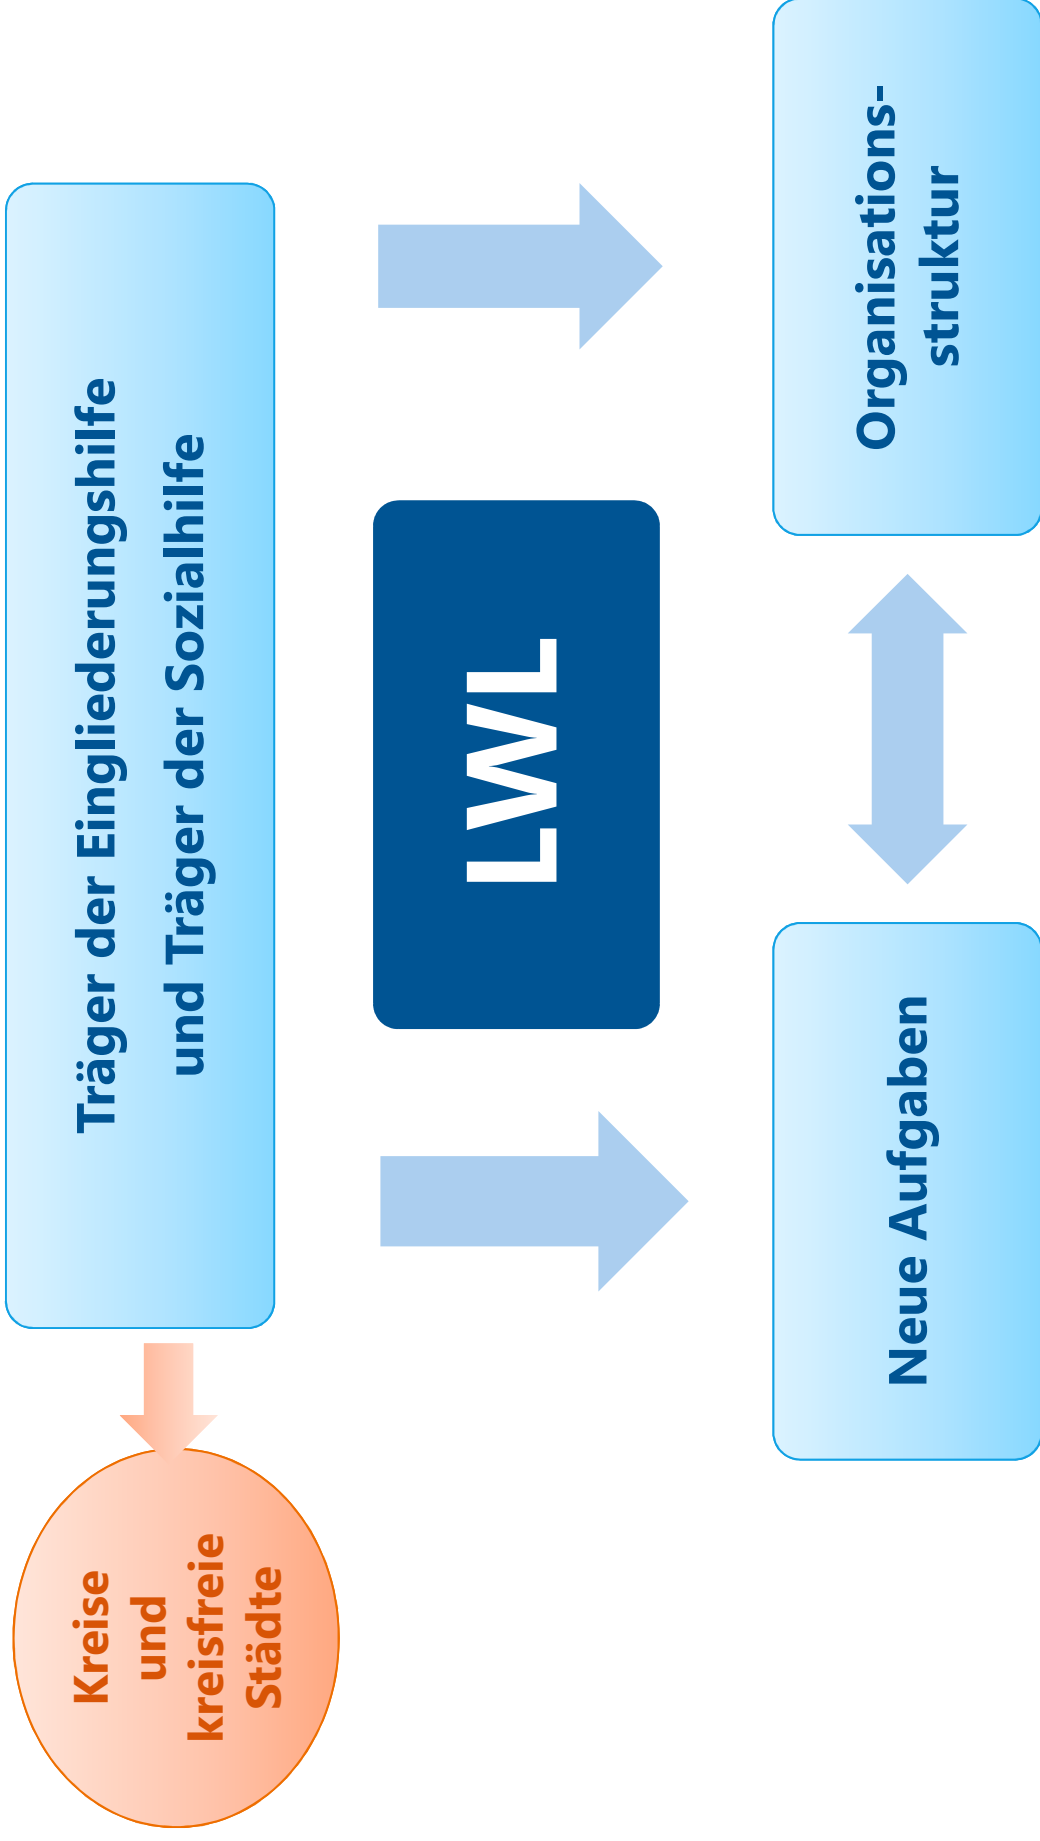 Kreise
und
kreisfreie
Städte
Träger der Eingliederungshilfe
und Träger der Sozialhilfe
LWL
Neue Aufgaben
Organisations-
struktur